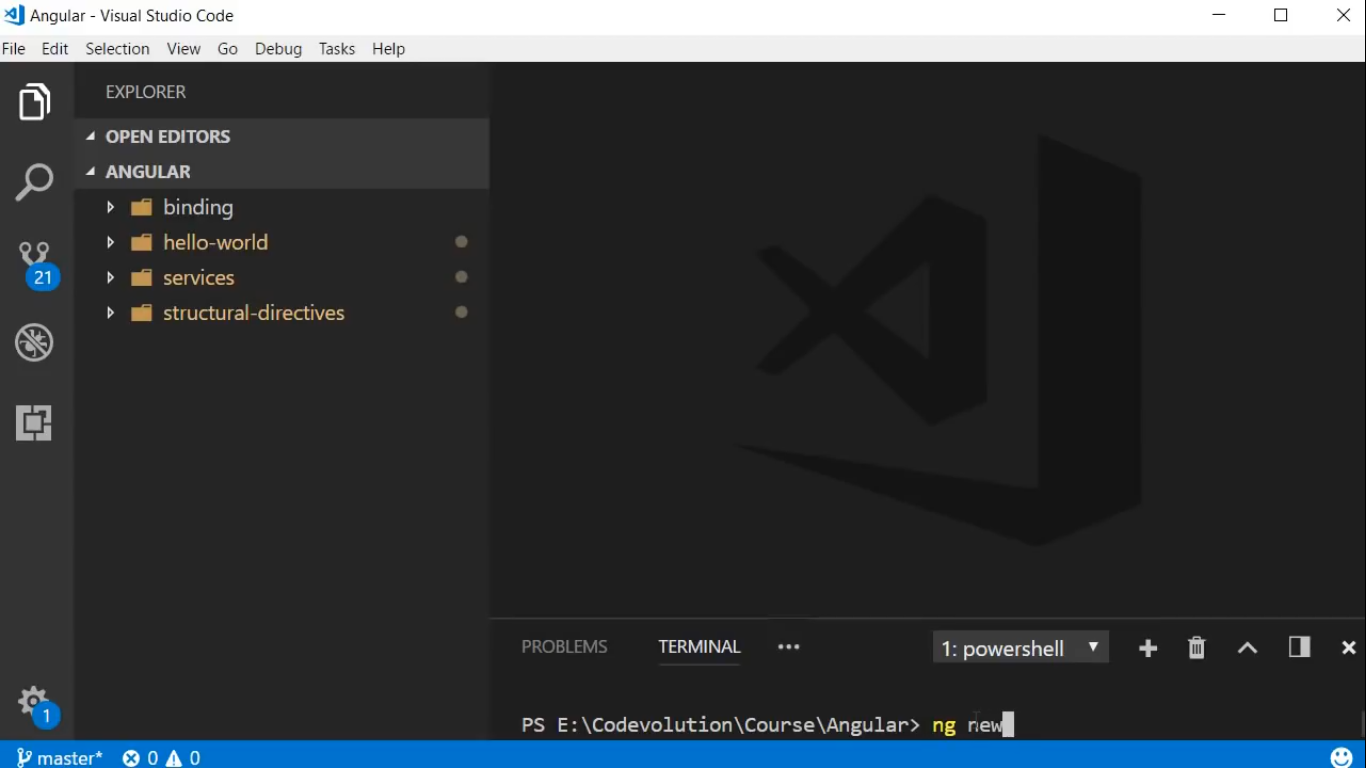 Angular - Visual Studio Code
File Edit Selection View Go Debug Tasks Help
EXPLORER
OPEN EDITORS
ANGULAR
binding
hello-world
services
structural-directives
21
1
PROBLEMS TERMINAL ••• 1: powershell
PS E:\Codevolution\Course\Angular> ng new
master* 0 0